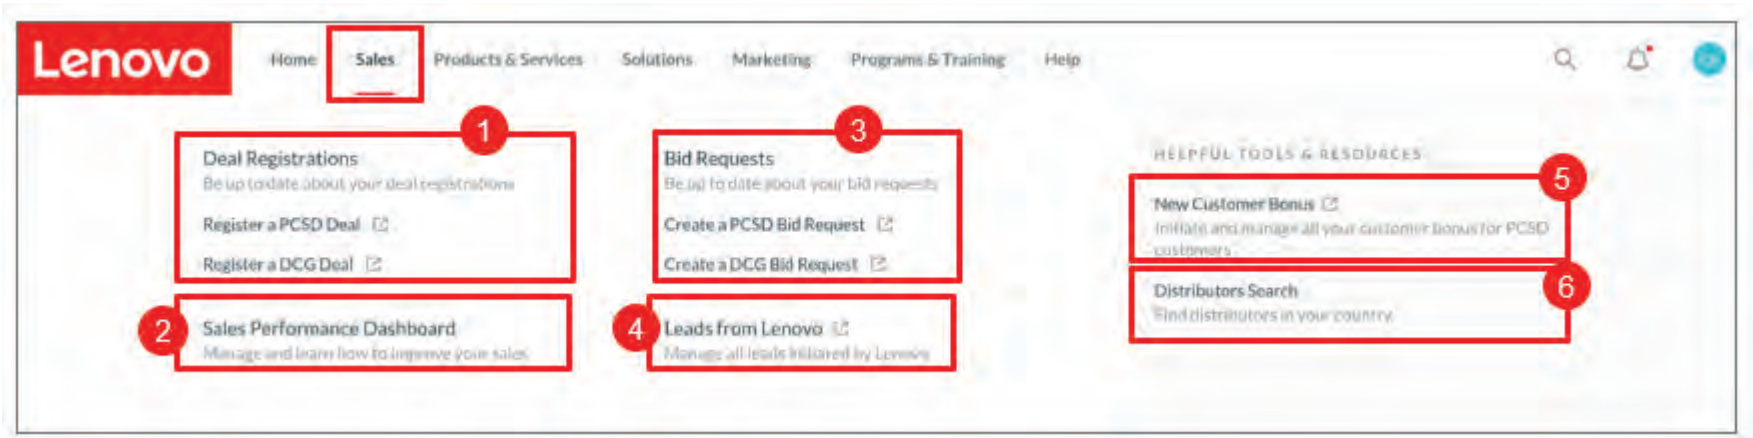 Lenovo
Home Sales Products & Services Solutions Marketing Programs & Training Help
1
Deal Registrations
Be up to date about your deal registrations
Register a PCSD Deal
Register a DCG Deal
2
Sales Performance Dashboard
Manage and learn how to improve your sales
3
Bid Requests
Be up to date about your bid requests
Create a PCSD Bid Request
Create a DCG Bid Request
4
Leads from Lenovo
Manage all leads initiated by Lenovo
HELPFUL TOOLS & RESOURCES
5
New Customer Bonus
Initiate and manage all your customer bonus for PCSD
customers
6
Distributors Search
Find distributors in your country